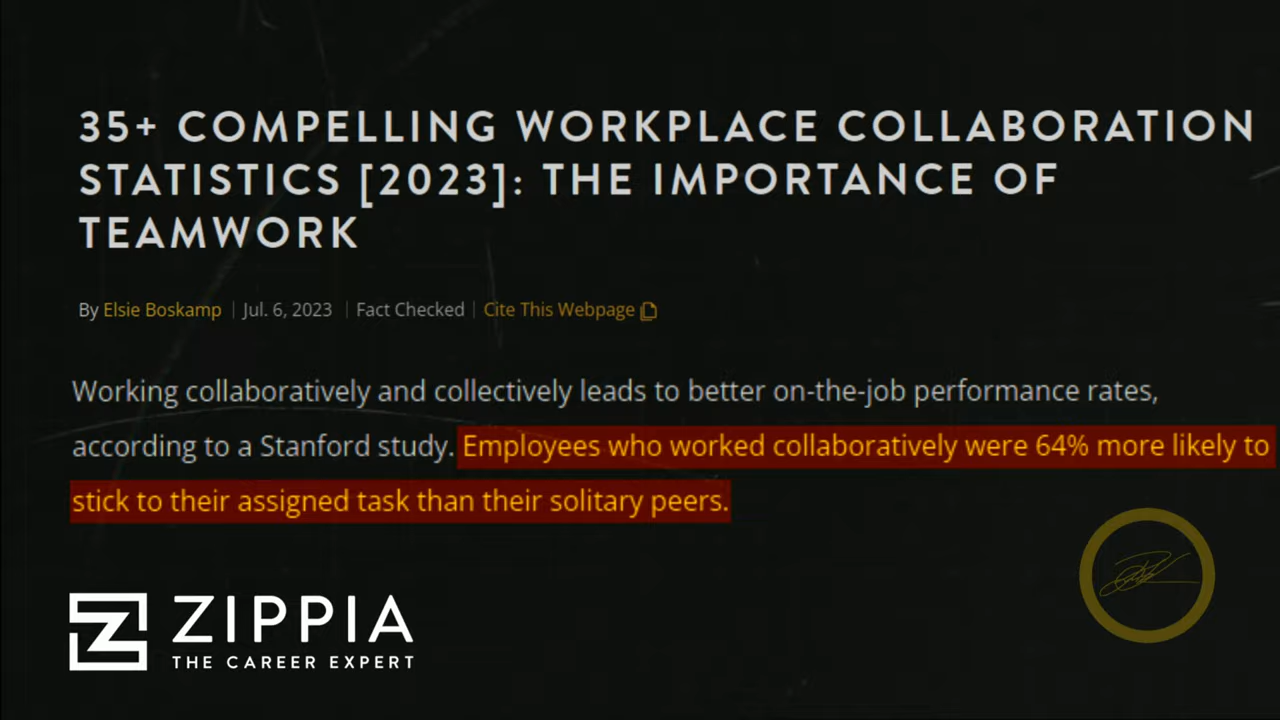 35+ COMPELLING WORKPLACE COLLABORATION
STATISTICS [2023]: THE IMPORTANCE OF
TEAMWORK
By Elsie Boskamp | Jul. 6, 2023 | Fact Checked | Cite This Webpage
Working collaboratively and collectively leads to better on-the-job performance rates,
according to a Stanford study. Employees who worked collaboratively were 64% more likely to
stick to their assigned task than their solitary peers.
ZIPPIA
THE CAREER EXPERT